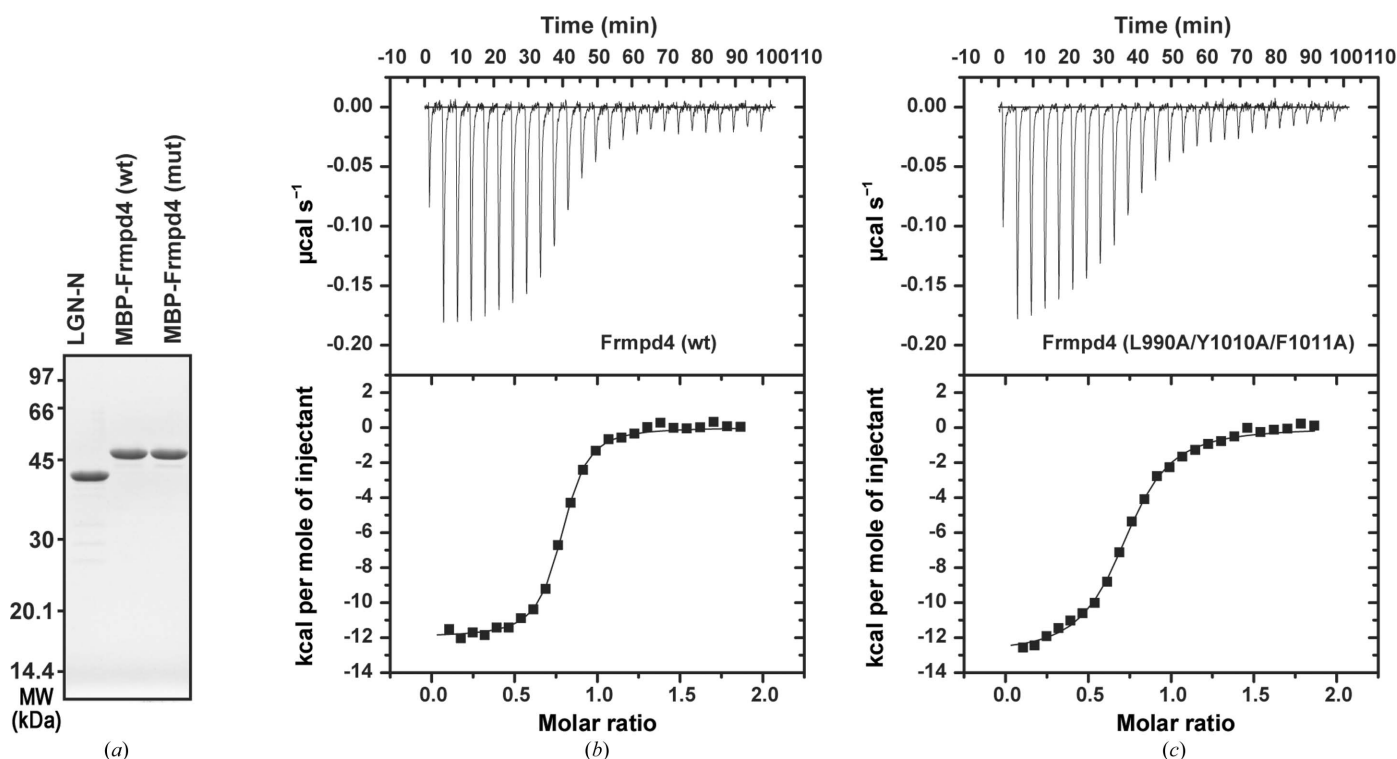 LGN-N
MBP-Frmpd4 (wt)
MBP-Frmpd4 (mut)
97
66
45
30
20.1
14.4
MW
(kDa)
(a)
Time (min)
-10 0 10 20 30 40 50 60 70 80 90 100 110
0.00
-0.05
-0.10
-0.15
-0.20
µcal s⁻¹
Frmpd4 (wt)
2
0
-2
-4
-6
-8
-10
-12
-14
kcal per mole of injectant
0.0 0.5 1.0 1.5 2.0
Molar ratio
(b)
Time (min)
-10 0 10 20 30 40 50 60 70 80 90 100 110
0.00
-0.05
-0.10
-0.15
-0.20
µcal s⁻¹
Frmpd4 (L990A/Y1010A/F1011A)
2
0
-2
-4
-6
-8
-10
-12
-14
kcal per mole of injectant
0.0 0.5 1.0 1.5 2.0
Molar ratio
(c)